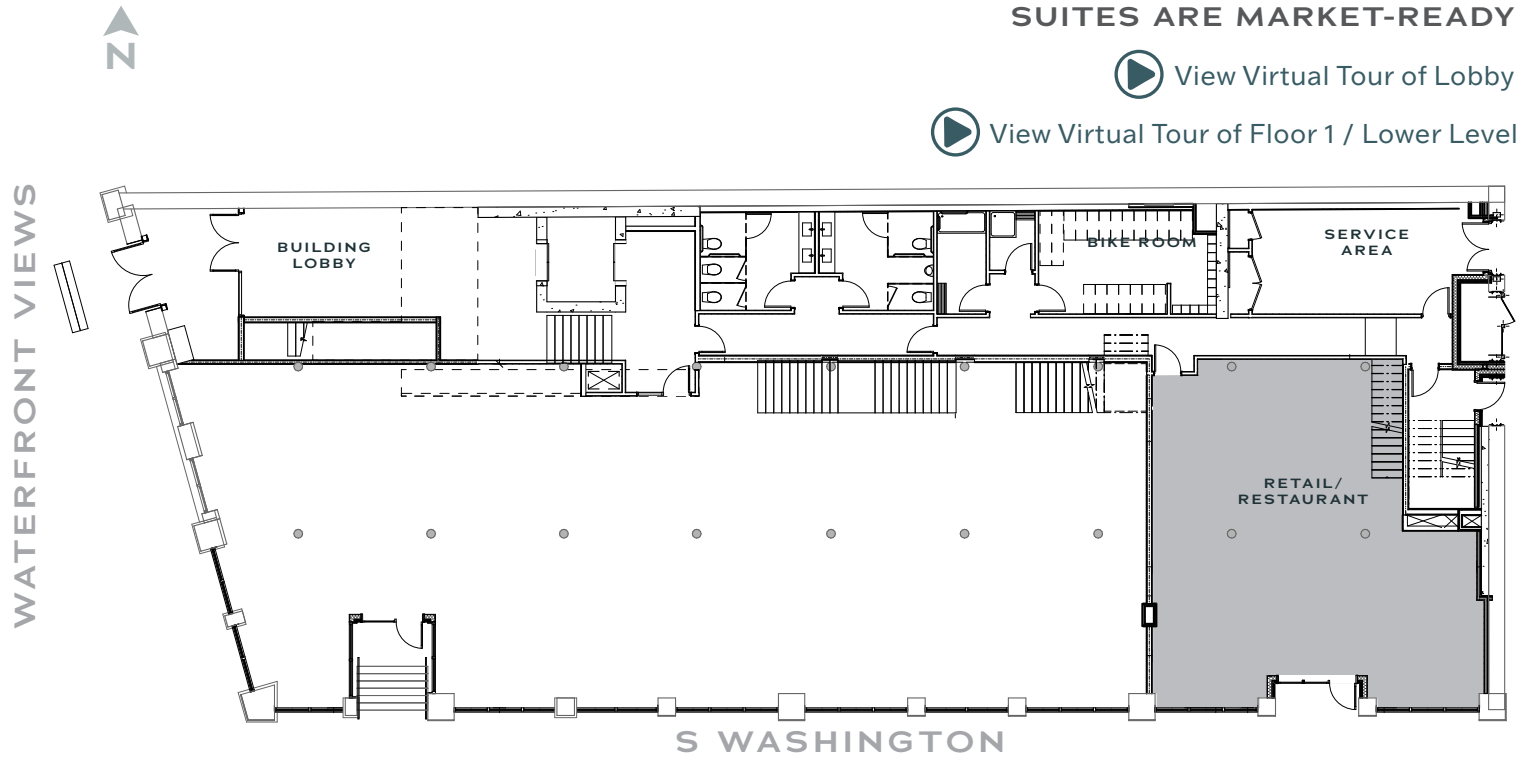 N
SUITES ARE MARKET-READY
View Virtual Tour of Lobby
View Virtual Tour of Floor 1 / Lower Level
WATERFRONT VIEWS
BUILDING
LOBBY
BIKE ROOM
SERVICE
AREA
RETAIL/
RESTAURANT
S WASHINGTON